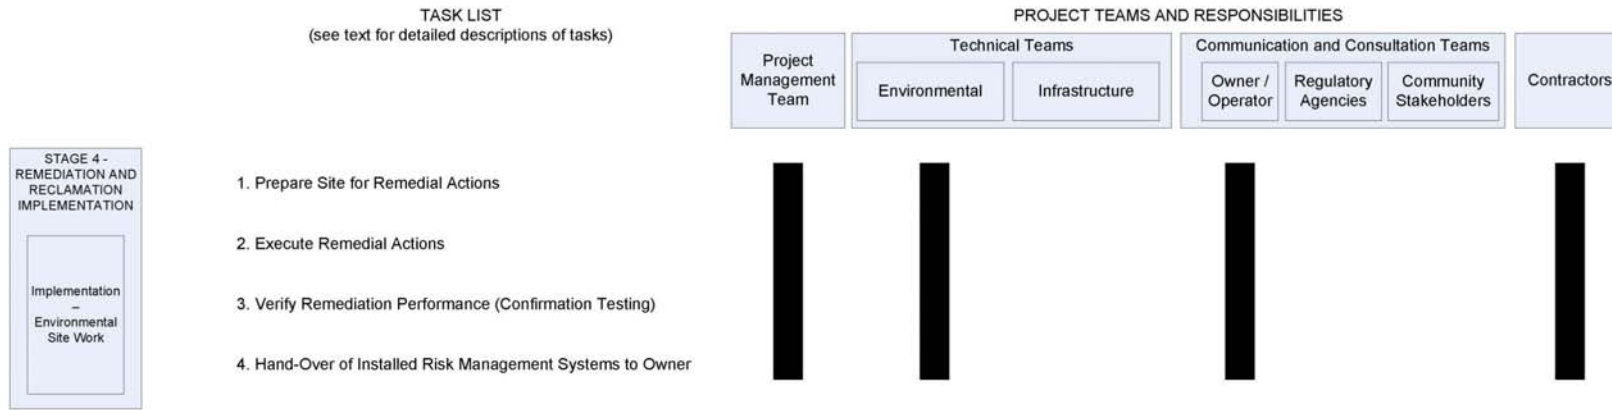 TASK LIST
(see text for detailed descriptions of tasks)
PROJECT TEAMS AND RESPONSIBILITIES
Project
Management
Team
Technical Teams
Environmental
Infrastructure
Communication and Consultation Teams
Owner /
Operator
Regulatory
Agencies
Community
Stakeholders
Contractors
STAGE 4 -
REMEDIATION AND
RECLAMATION
IMPLEMENTATION
Implementation
–
Environmental
Site Work
1. Prepare Site for Remedial Actions
2. Execute Remedial Actions
3. Verify Remediation Performance (Confirmation Testing)
4. Hand-Over of Installed Risk Management Systems to Owner